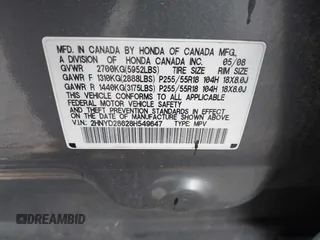 MFD. IN CANADA BY HONDA OF CANADA MFG.,
A DIVISION OF HONDA CANADA INC. 05/08
GVWR 2700KG(5952LBS) TIRE SIZE RIM SIZE
GAWR F 1310KG(2888LBS) P255/55R18 104H 18X8.0J
GAWR R 1440KG(3175LBS) P255/55R18 104H 18X8.0J
THIS VEHICLE CONFORMS TO ALL APPLICABLE
FEDERAL MOTOR VEHICLE SAFETY AND THEFT
PREVENTION STANDARDS IN EFFECT ON THE DATE
OF MANUFACTURE SHOWN ABOVE.
V.I.N: 2HNYD28628H549647 TYPE: MPV
DREAMBID